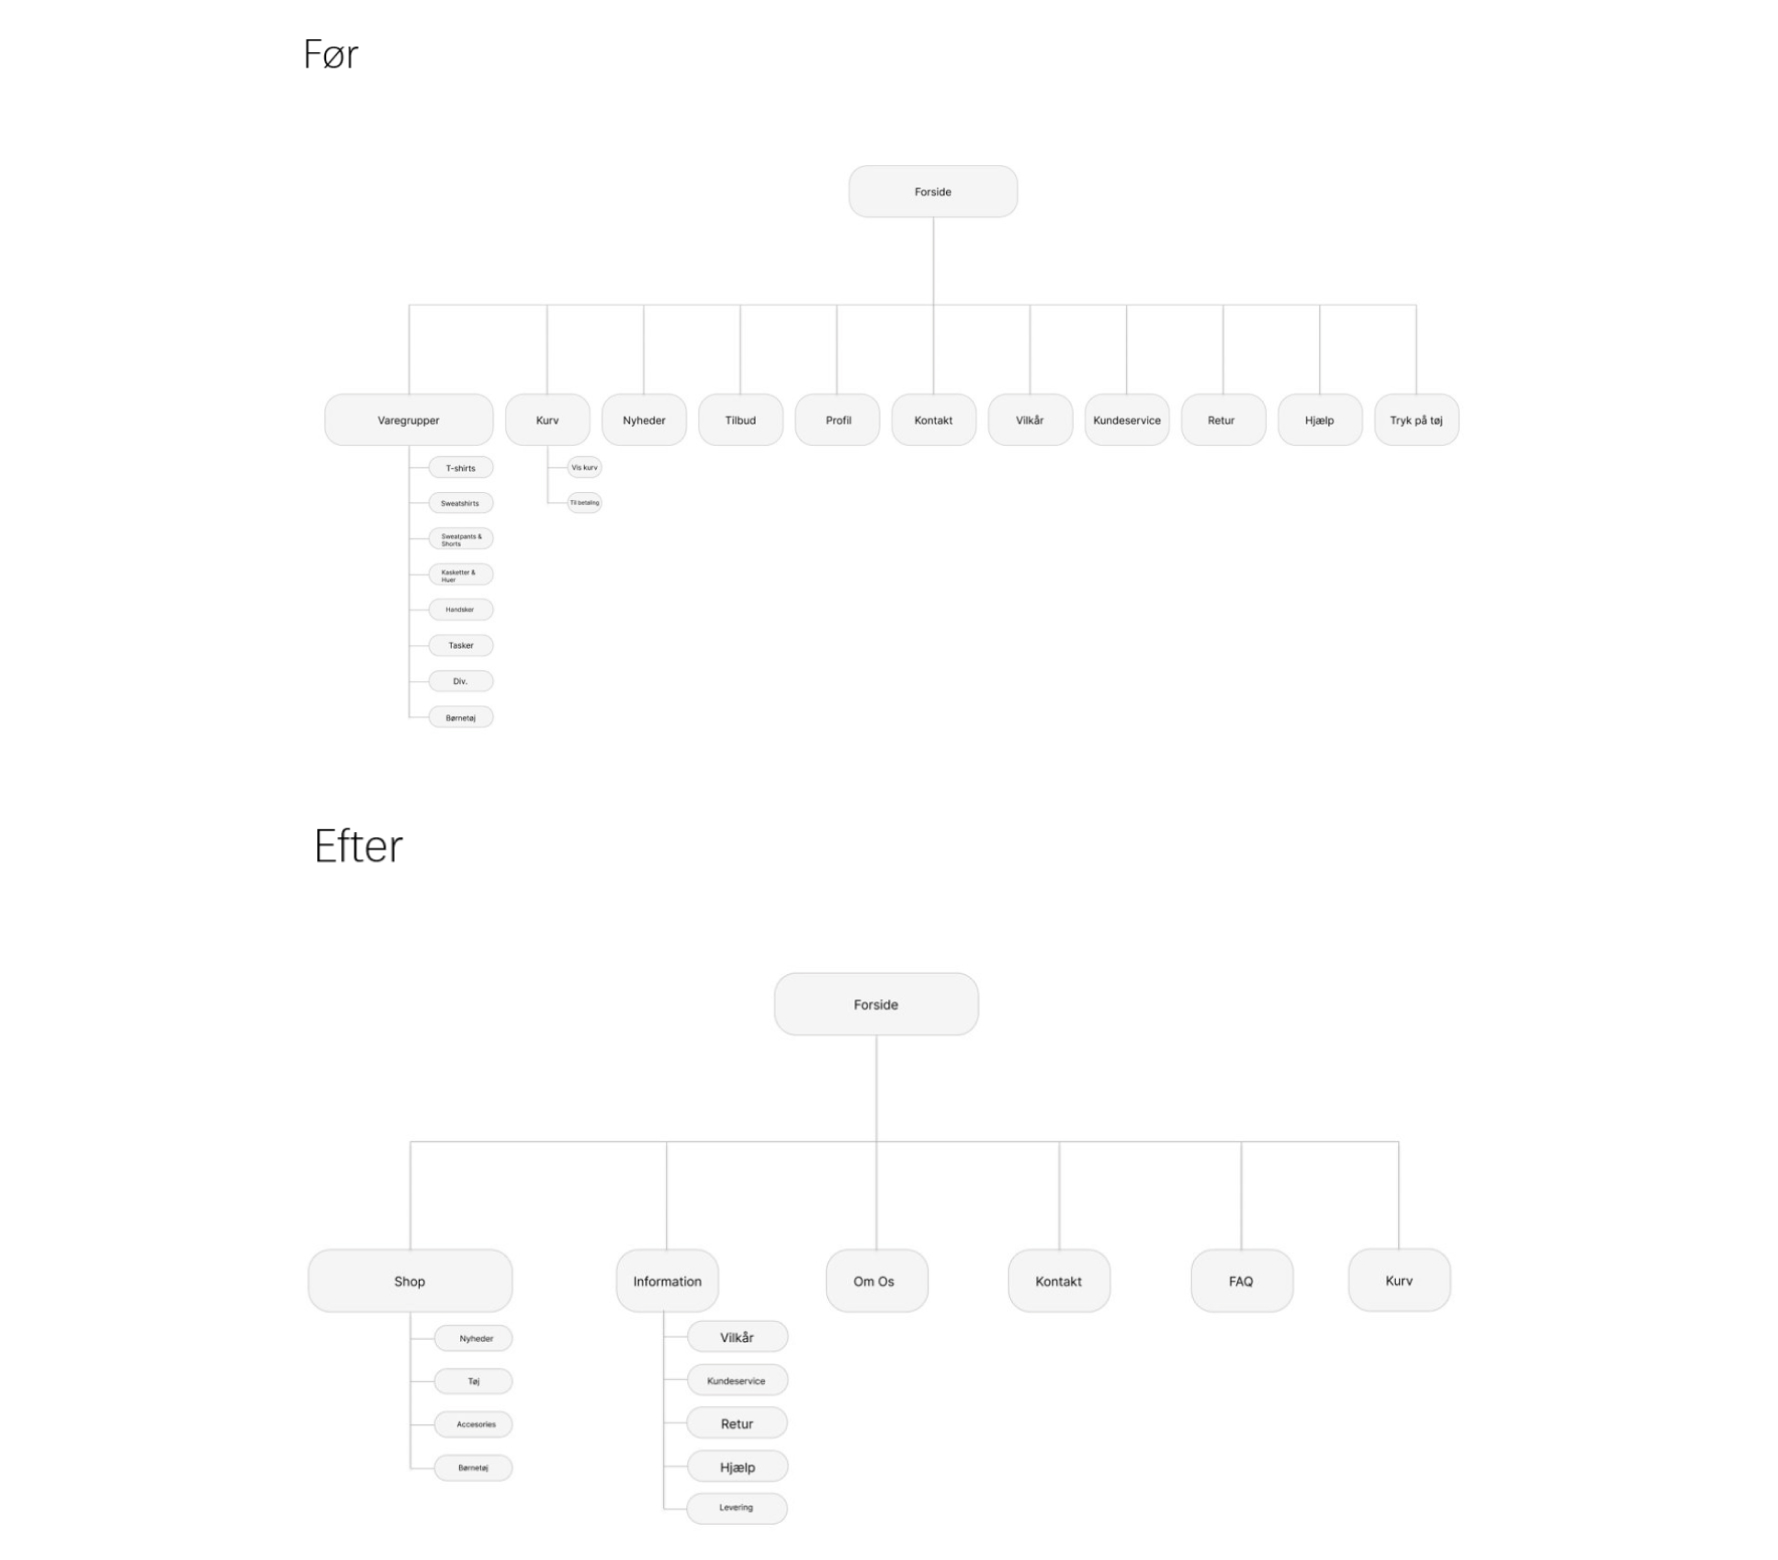 Før
Forside
Varegrupper
Kurv
Nyheder
Tilbud
Profil
Kontakt
Vilkår
Kundeservice
Retur
Hjælp
Tryk på tøj
T-shirts
Sweatshirts
Sweatpants &
Shorts
Kasketter &
Huer
Handsker
Tasker
Div.
Børnetøj
Vis kurv
Til betaling
Efter
Forside
Shop
Information
Om Os
Kontakt
FAQ
Kurv
Nyheder
Tøj
Accesories
Børnetøj
Vilkår
Kundeservice
Retur
Hjælp
Levering